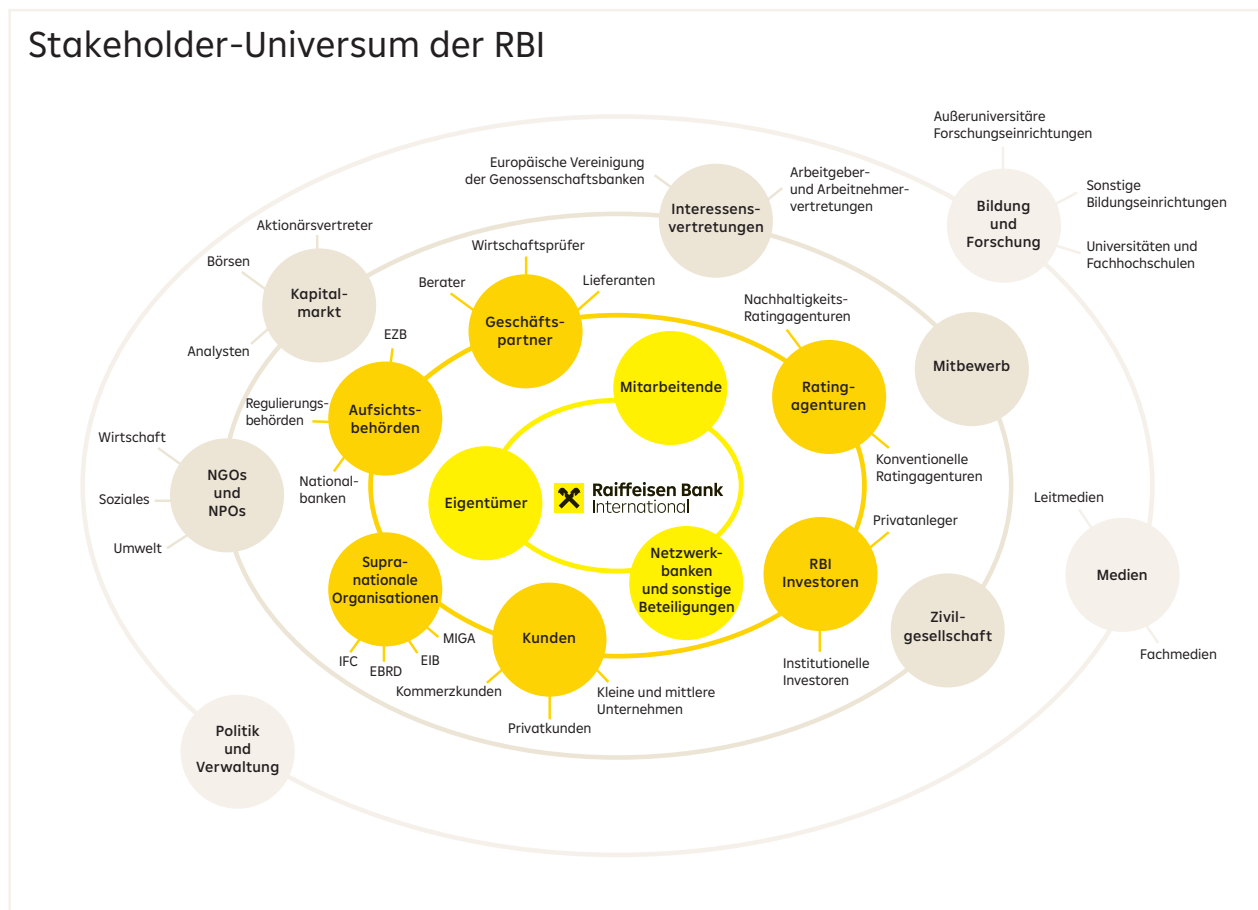 Stakeholder-Universum der RBI
Außeruniversitäre
Forschungseinrichtungen
Bildung
und
Forschung
Sonstige
Bildungseinrichtungen
Universitäten und
Fachhochschulen
Europäische Vereinigung
der Genossenschaftsbanken
Interessens-
vertretungen
Arbeitgeber-
und Arbeitnehmer-
vertretungen
Aktionärsvertreter
Börsen
Kapital-
markt
Analysten
Wirtschaftsprüfer
Berater
Lieferanten
Geschäfts-
partner
Nachhaltigkeits-
Ratingagenturen
Rating-
agenturen
Konventionelle
Ratingagenturen
Mitbewerb
EZB
Regulierungs-
behörden
Aufsichts-
behörden
National-
banken
Mitarbeitende
Eigentümer
Raiffeisen Bank
International
Netzwerk-
banken
und sonstige
Beteiligungen
Wirtschaft
Soziales
Umwelt
NGOs
und
NPOs
Supra-
nationale
Organisationen
IFC
EBRD
EIB
MIGA
Kunden
Kommerzkunden
Privatkunden
Kleine und mittlere
Unternehmen
Privatanleger
RBI
Investoren
Institutionelle
Investoren
Zivil-
gesellschaft
Leitmedien
Medien
Fachmedien
Politik
und
Verwaltung